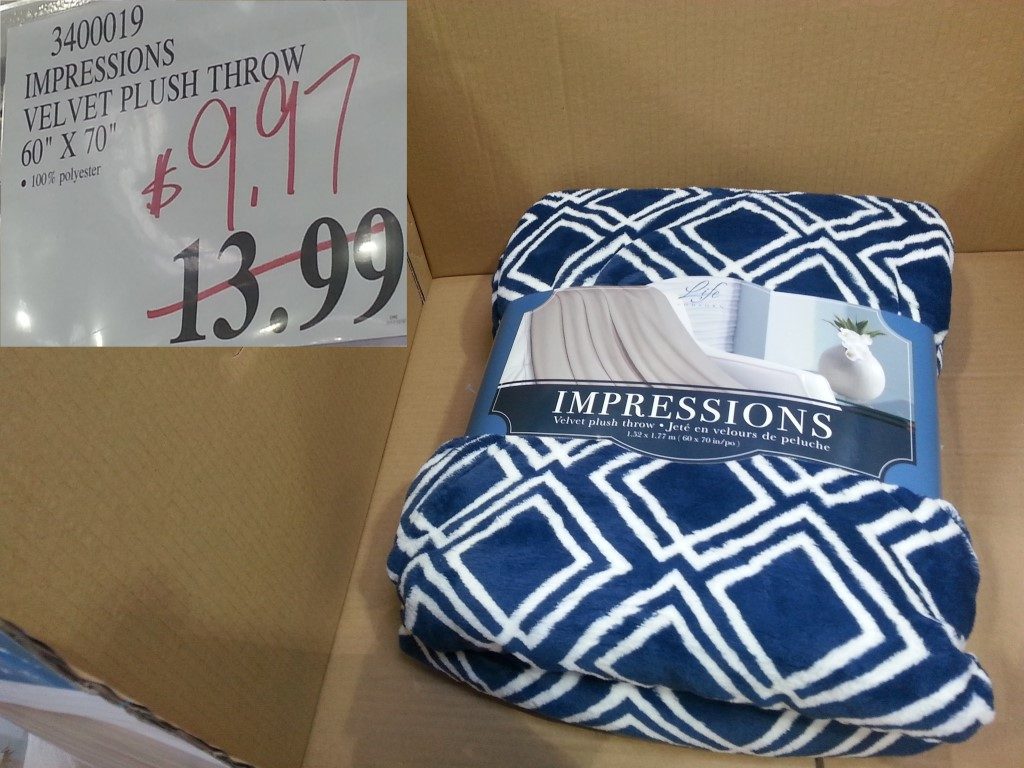 3400019
IMPRESSIONS
VELVET PLUSH THROW
60" X 70"
• 100% polyester
$9.97
13.99
Life
IMPRESSIONS
Velvet plush throw • Jeté en velours de peluche
1.52 x 1.77 m ( 60 x 70 in/po )